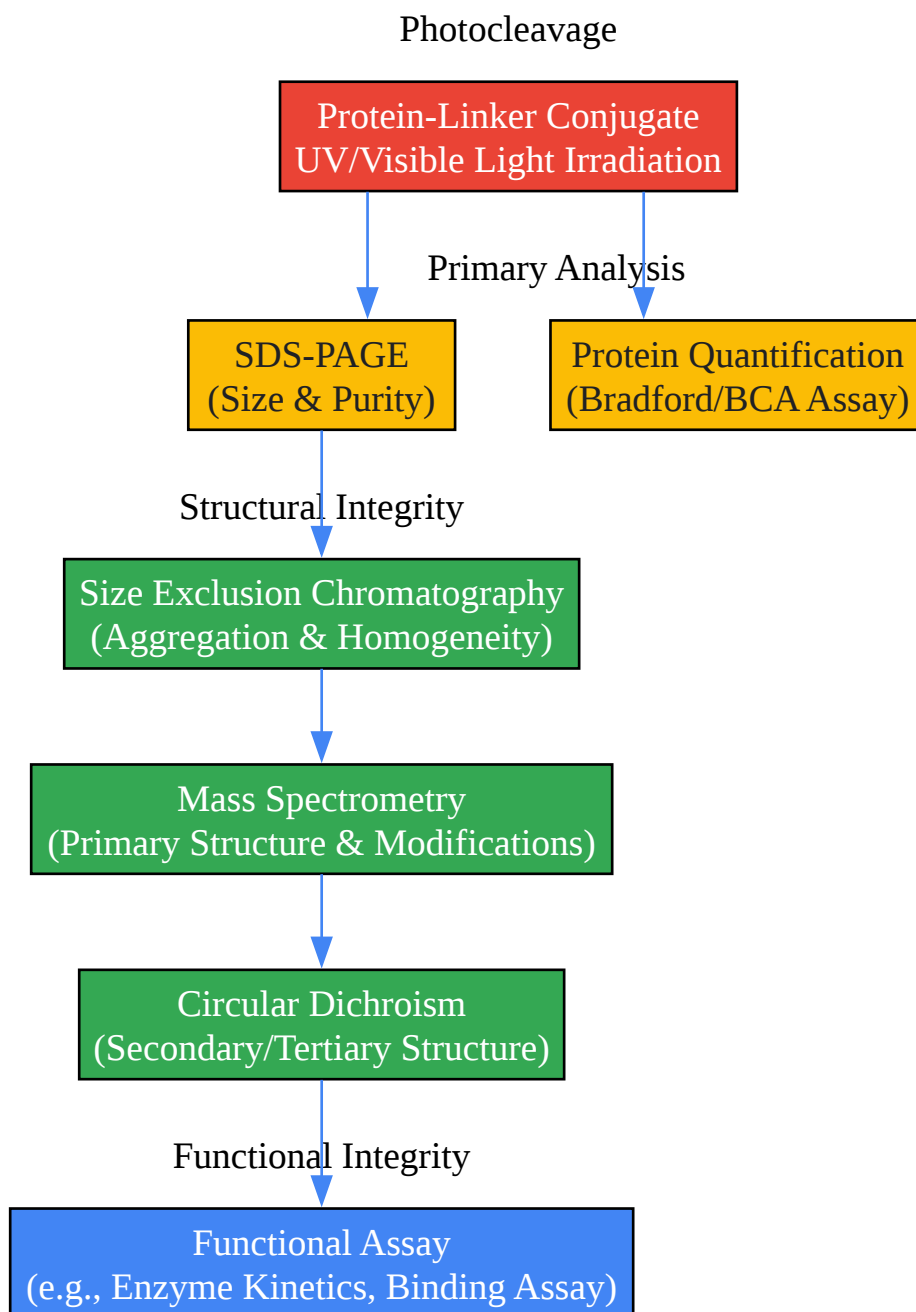 Photocleavage
Protein-Linker Conjugate
UV/Visible Light Irradiation
Primary Analysis
SDS-PAGE
(Size & Purity)
Protein Quantification
(Bradford/BCA Assay)
Structural Integrity
Size Exclusion Chromatography
(Aggregation & Homogeneity)
Mass Spectrometry
(Primary Structure & Modifications)
Circular Dichroism
(Secondary/Tertiary Structure)
Functional Integrity
Functional Assay
(e.g., Enzyme Kinetics, Binding Assay)